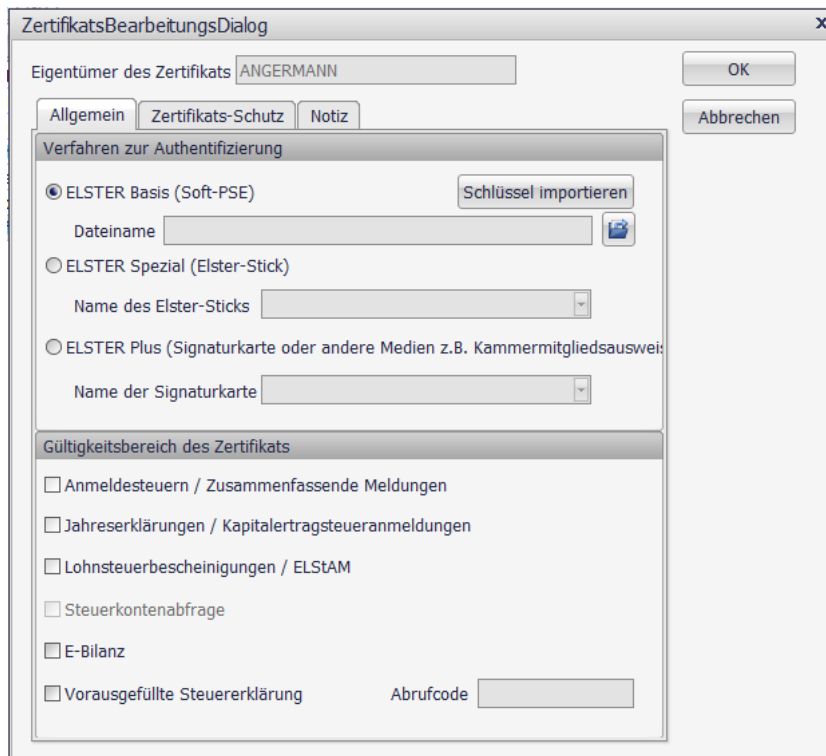 ZertifikatsBearbeitungsDialog x
Eigentümer des Zertifikats ANGERMANN OK
Abbrechen
Allgemein Zertifikats-Schutz Notiz
Verfahren zur Authentifizierung
ELSTER Basis (Soft-PSE) Schlüssel importieren
Dateiname
ELSTER Spezial (Elster-Stick)
Name des Elster-Sticks
ELSTER Plus (Signaturkarte oder andere Medien z.B. Kammermitgliedsausweis
Name der Signaturkarte
Gültigkeitsbereich des Zertifikats
Anmeldesteuern / Zusammenfassende Meldungen
Jahreserklärungen / Kapitalertragsteueranmeldungen
Lohnsteuerbescheinigungen / ELStAM
Steuerkontenabfrage
E-Bilanz
Vorausgefüllte Steuererklärung Abrufcode